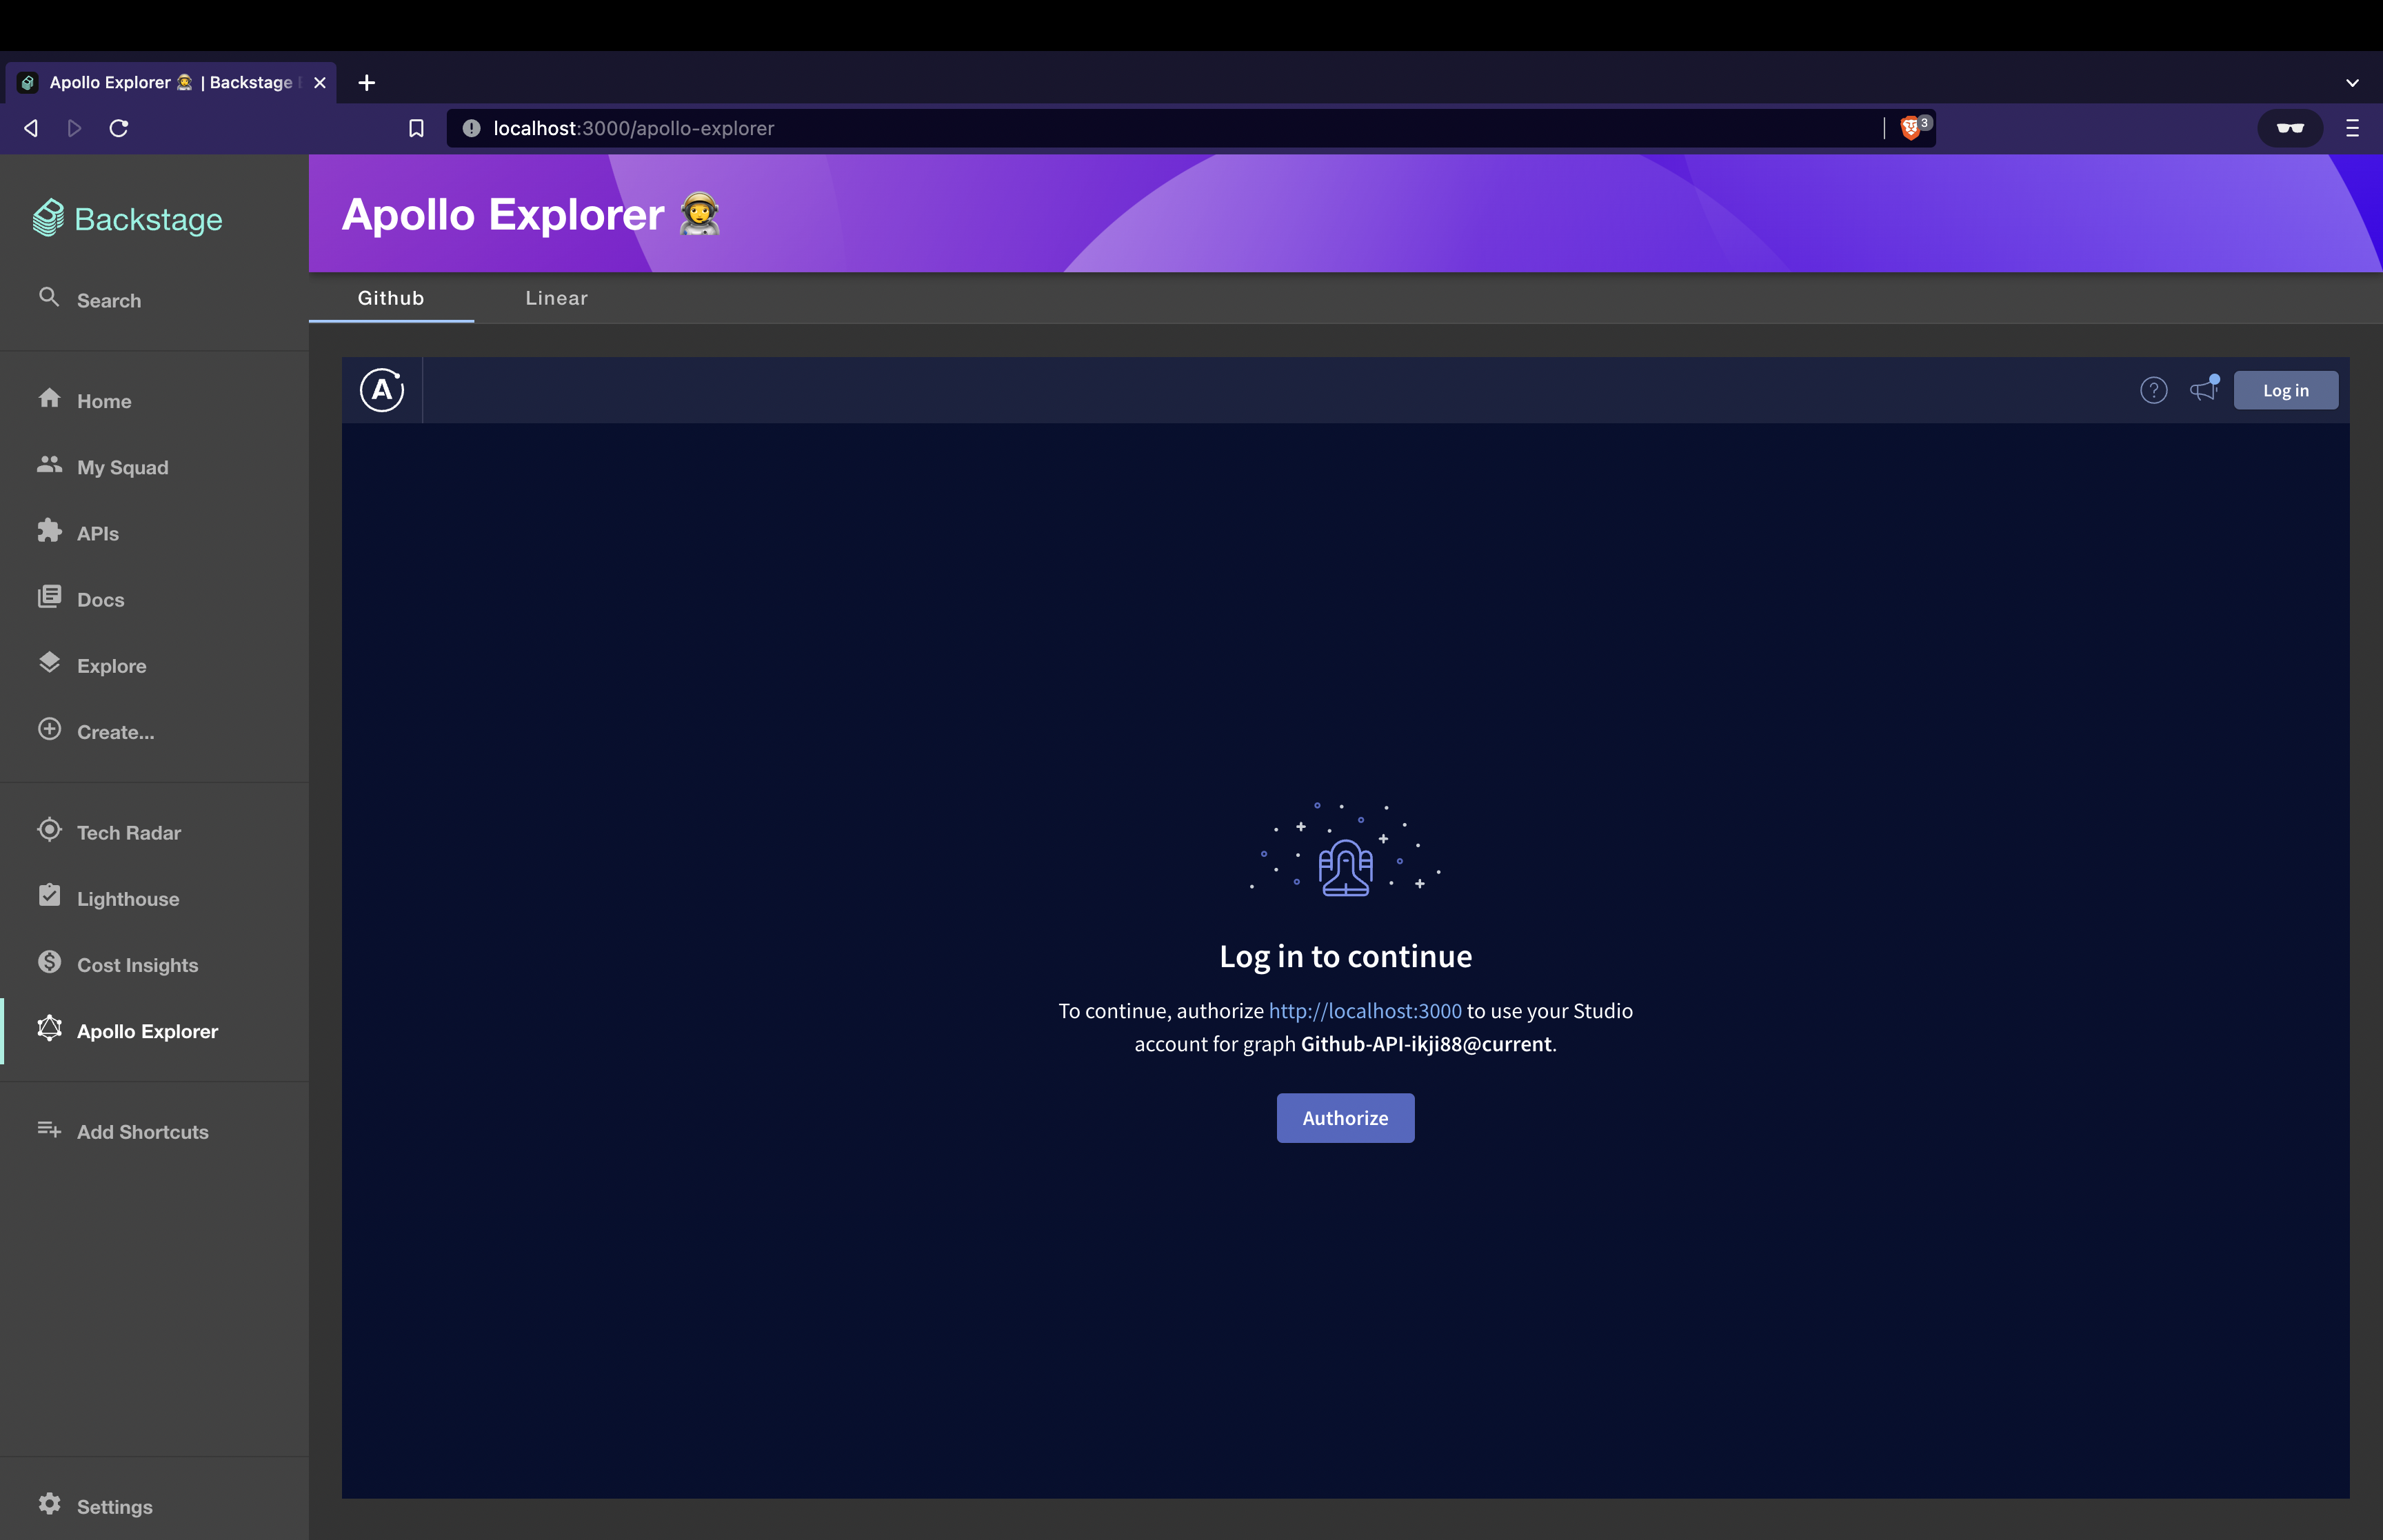 Apollo Explorer 👩‍🚀 | Backstage
localhost:3000/apollo-explorer
3
Backstage
Search
Home
My Squad
APIs
Docs
Explore
Create...
Tech Radar
Lighthouse
Cost Insights
Apollo Explorer
Add Shortcuts
Settings
Apollo Explorer 👩‍🚀
Github
Linear
A
?
Log in
Log in to continue
To continue, authorize http://localhost:3000 to use your Studio
account for graph Github-API-ikji88@current.
Authorize